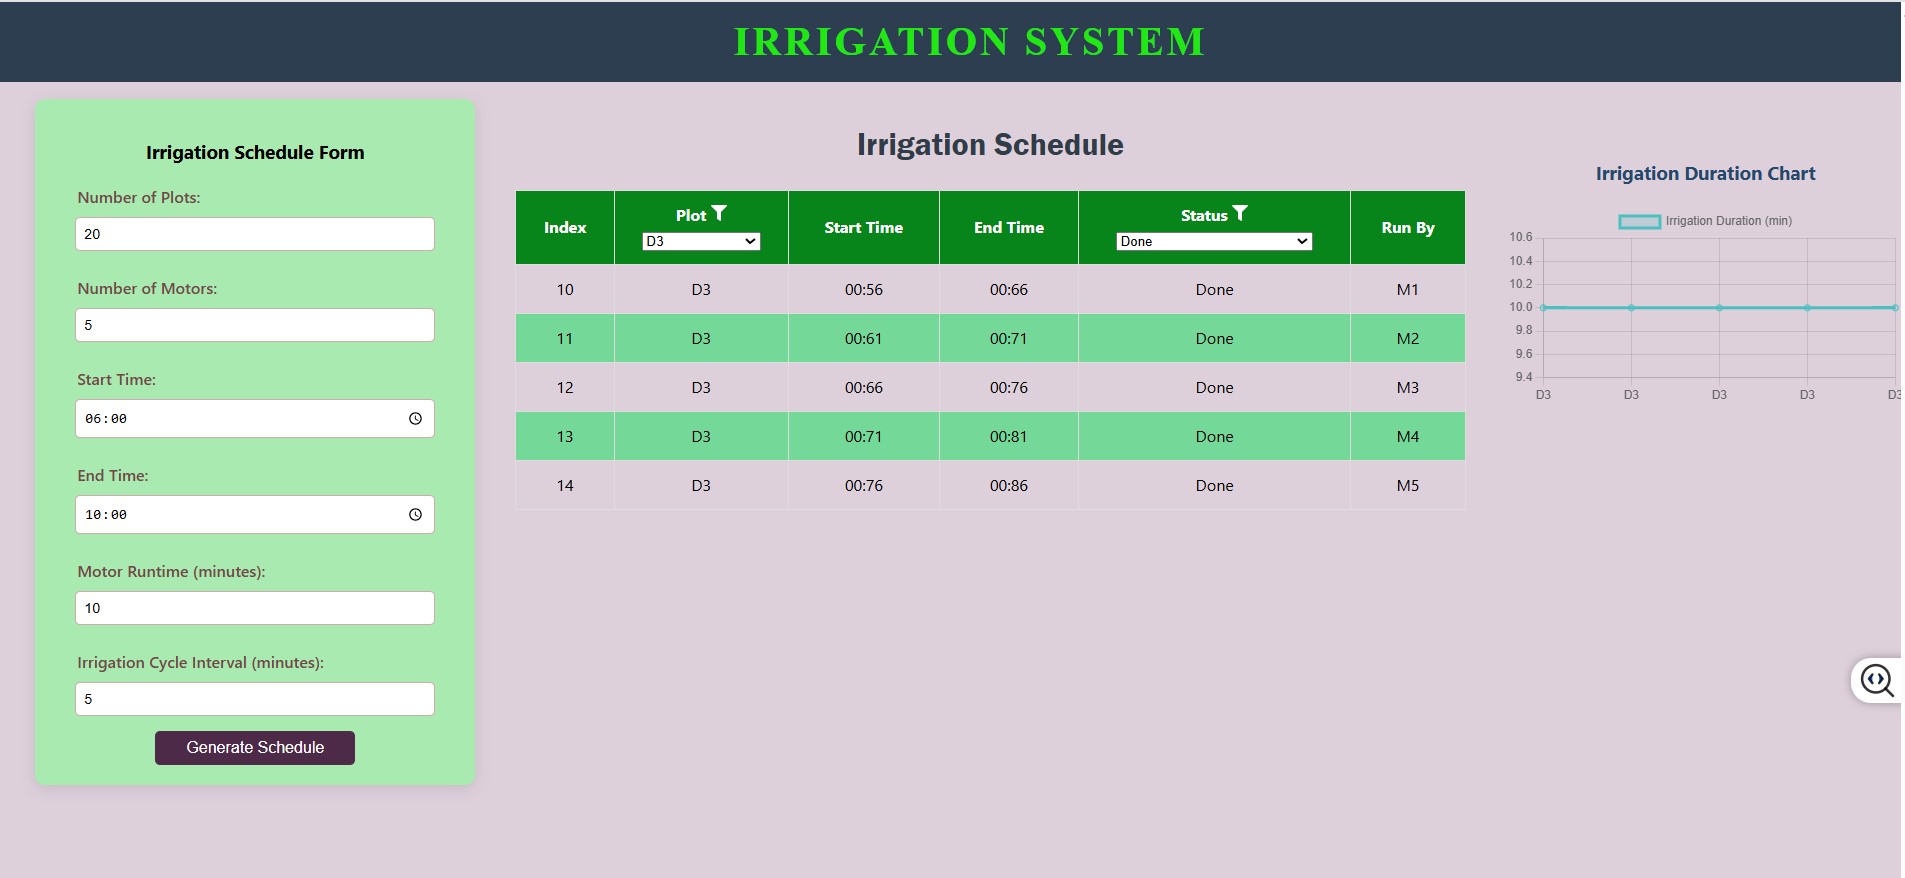 IRRIGATION SYSTEM
Irrigation Schedule Form
Number of Plots:
20
Number of Motors:
5
Start Time:
06:00
End Time:
10:00
Motor Runtime (minutes):
10
Irrigation Cycle Interval (minutes):
5
Generate Schedule
Irrigation Schedule
Index Plot Start Time End Time Status Run By
D3 Done
10 D3 00:56 00:66 Done M1
11 D3 00:61 00:71 Done M2
12 D3 00:66 00:76 Done M3
13 D3 00:71 00:81 Done M4
14 D3 00:76 00:86 Done M5
Irrigation Duration Chart
Irrigation Duration (min)
10.6
10.4
10.2
10.0
9.8
9.6
9.4
D3 D3 D3 D3 D3